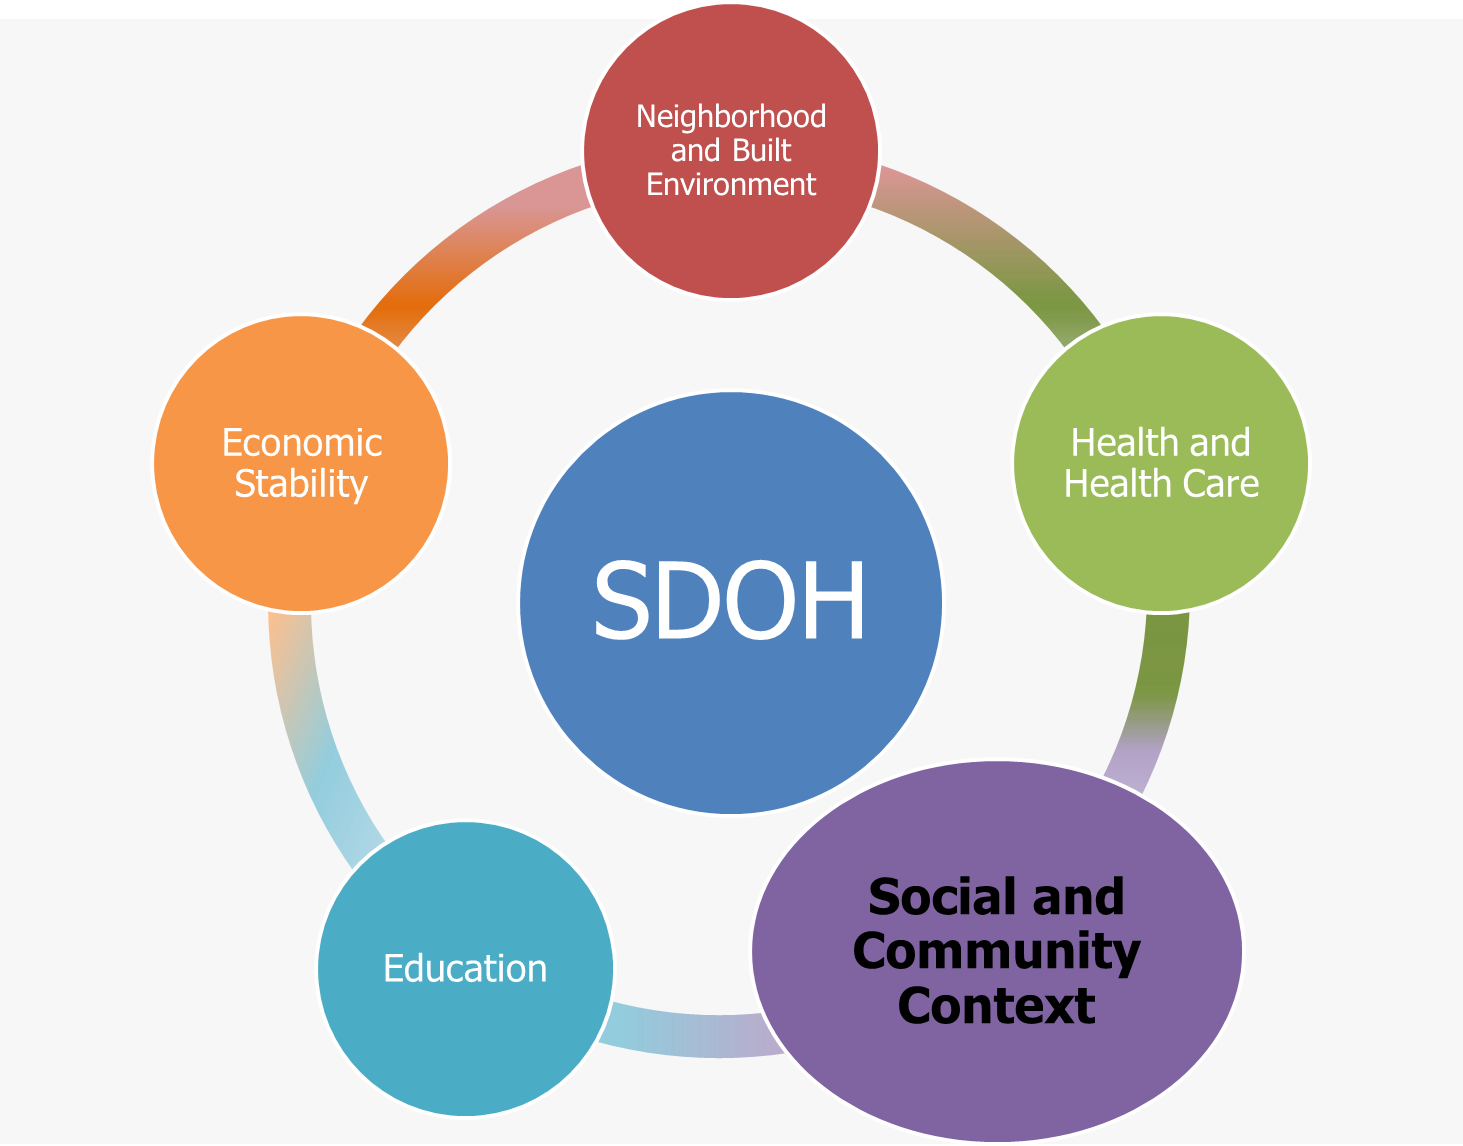 Neighborhood
and Built
Environment
Economic
Stability
Health and
Health Care
SDOH
Social and
Community
Context
Education